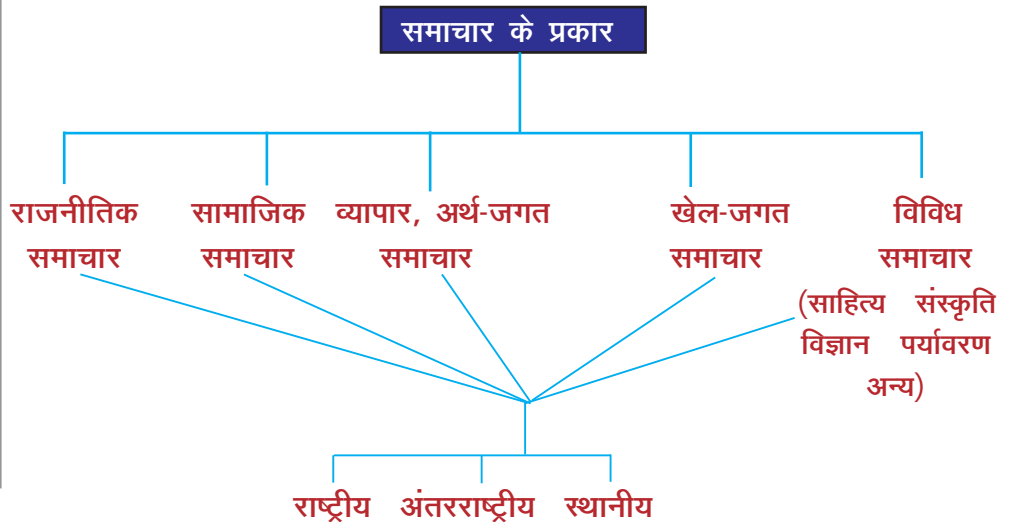 समाचार के प्रकार
राजनीतिक समाचार
सामाजिक समाचार
व्यापार, अर्थ-जगत समाचार
खेल-जगत समाचार
विविध समाचार
(साहित्य संस्कृति
विज्ञान पर्यावरण
अन्य)
राष्ट्रीय अंतरराष्ट्रीय स्थानीय